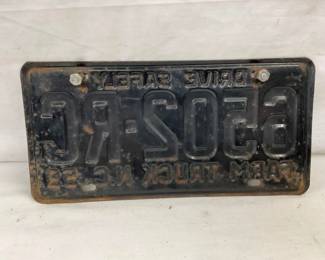 DRIVE SAFELY
6502-RC
FARM TRUCK N.C.